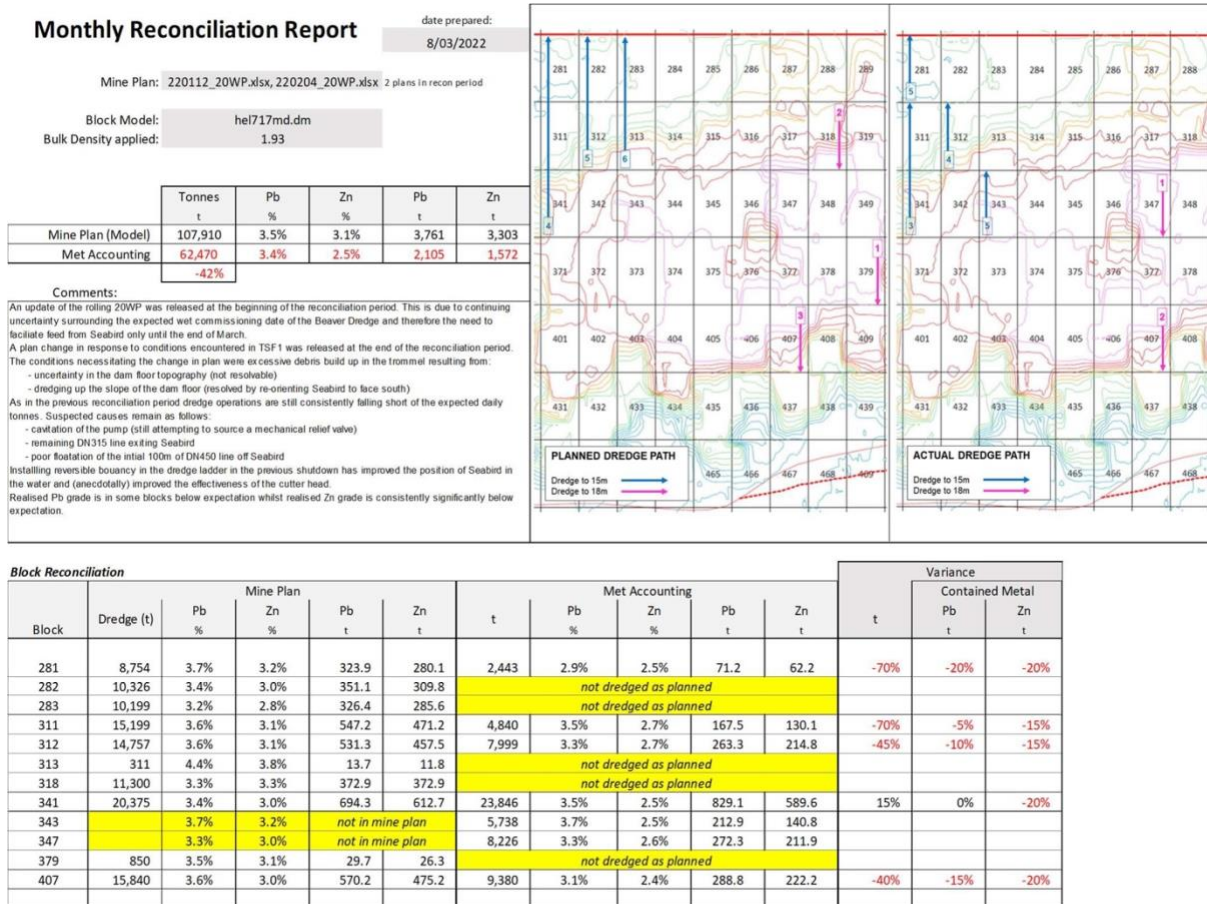 Monthly Reconciliation Report
date prepared:
8/03/2022
Mine Plan: 220112_20WP.xlsx, 220204_20WP.xlsx 2 plans in recon period
Block Model: hel717md.dm
Bulk Density applied: 1.93
Tonnes Pb Zn Pb Zn
t % % t t
Mine Plan (Model) 107,910 3.5% 3.1% 3,761 3,303
Met Accounting 62,470 3.4% 2.5% 2,105 1,572
-42%
Comments:
An update of the rolling 20WP was released at the beginning of the reconciliation period. This is due to continuing
uncertainty surrounding the expected wet commissioning date of the Beaver Dredge and therefore the need to
faciliate feed from Seabird only until the end of March.
A plan change in response to conditions encountered in TSF1 was released at the end of the reconciliation period.
The conditions necessitating the change in plan were excessive debris build up in the trommel resulting from:
- uncertainty in the dam floor topography (not resolvable)
- dredging up the slope of the dam floor (resolved by re-orienting Seabird to face south)
As in the previous reconciliation period dredge operations are still consistently falling short of the expected daily
tonnes. Suspected causes remain as follows:
- cavitation of the pump (still attempting to source a mechanical relief valve)
- remaining DN315 line exiting Seabird
- poor floatation of the intial 100m of DN450 line off Seabird
Installing reversible bouancy in the dredge ladder in the previous shutdown has improved the position of Seabird in
the water and (anecdotally) improved the effectiveness of the cutter head.
Realised Pb grade is in some blocks below expectation whilst realised Zn grade is consistently significantly below
expectation.
281 282 283 284 285 286 287 288 289
2
311 312 313 314 315 316 317 318 319
5 6
341 342 343 344 345 346 347 348 349
4
1
371 372 373 374 375 376 377 378 379
3
401 402 403 404 405 406 407 408 409
431 432 433 434 435 436 437 438 439
465 466 467 468 469
PLANNED DREDGE PATH
Dredge to 15m
Dredge to 18m
281 282 283 284 285 286 287 288
5
311 312 313 314 315 316 317 318
4
1
341 342 343 344 345 346 347 348
3 5
371 372 373 374 375 376 377 378
2
401 402 403 404 405 406 407 408
431 432 433 434 435 436 437 438
465 466 467 468
ACTUAL DREDGE PATH
Dredge to 15m
Dredge to 18m
Block Reconciliation
Mine Plan Met Accounting Variance
Contained Metal
Block Dredge (t) Pb Zn Pb Zn t Pb Zn Pb Zn t Pb Zn
% % t t % % t t t t
281 8,754 3.7% 3.2% 323.9 280.1 2,443 2.9% 2.5% 71.2 62.2 -70% -20% -20%
282 10,326 3.4% 3.0% 351.1 309.8 not dredged as planned
283 10,199 3.2% 2.8% 326.4 285.6 not dredged as planned
311 15,199 3.6% 3.1% 547.2 471.2 4,840 3.5% 2.7% 167.5 130.1 -70% -5% -15%
312 14,757 3.6% 3.1% 531.3 457.5 7,999 3.3% 2.7% 263.3 214.8 -45% -10% -15%
313 311 4.4% 3.8% 13.7 11.8 not dredged as planned
318 11,300 3.3% 3.3% 372.9 372.9 not dredged as planned
341 20,375 3.4% 3.0% 694.3 612.7 23,846 3.5% 2.5% 829.1 589.6 15% 0% -20%
343 3.7% 3.2% not in mine plan 5,738 3.7% 2.5% 212.9 140.8
347 3.3% 3.0% not in mine plan 8,226 3.3% 2.6% 272.3 211.9
379 850 3.5% 3.1% 29.7 26.3 not dredged as planned
407 15,840 3.6% 3.0% 570.2 475.2 9,380 3.1% 2.4% 288.8 222.2 -40% -15% -20%